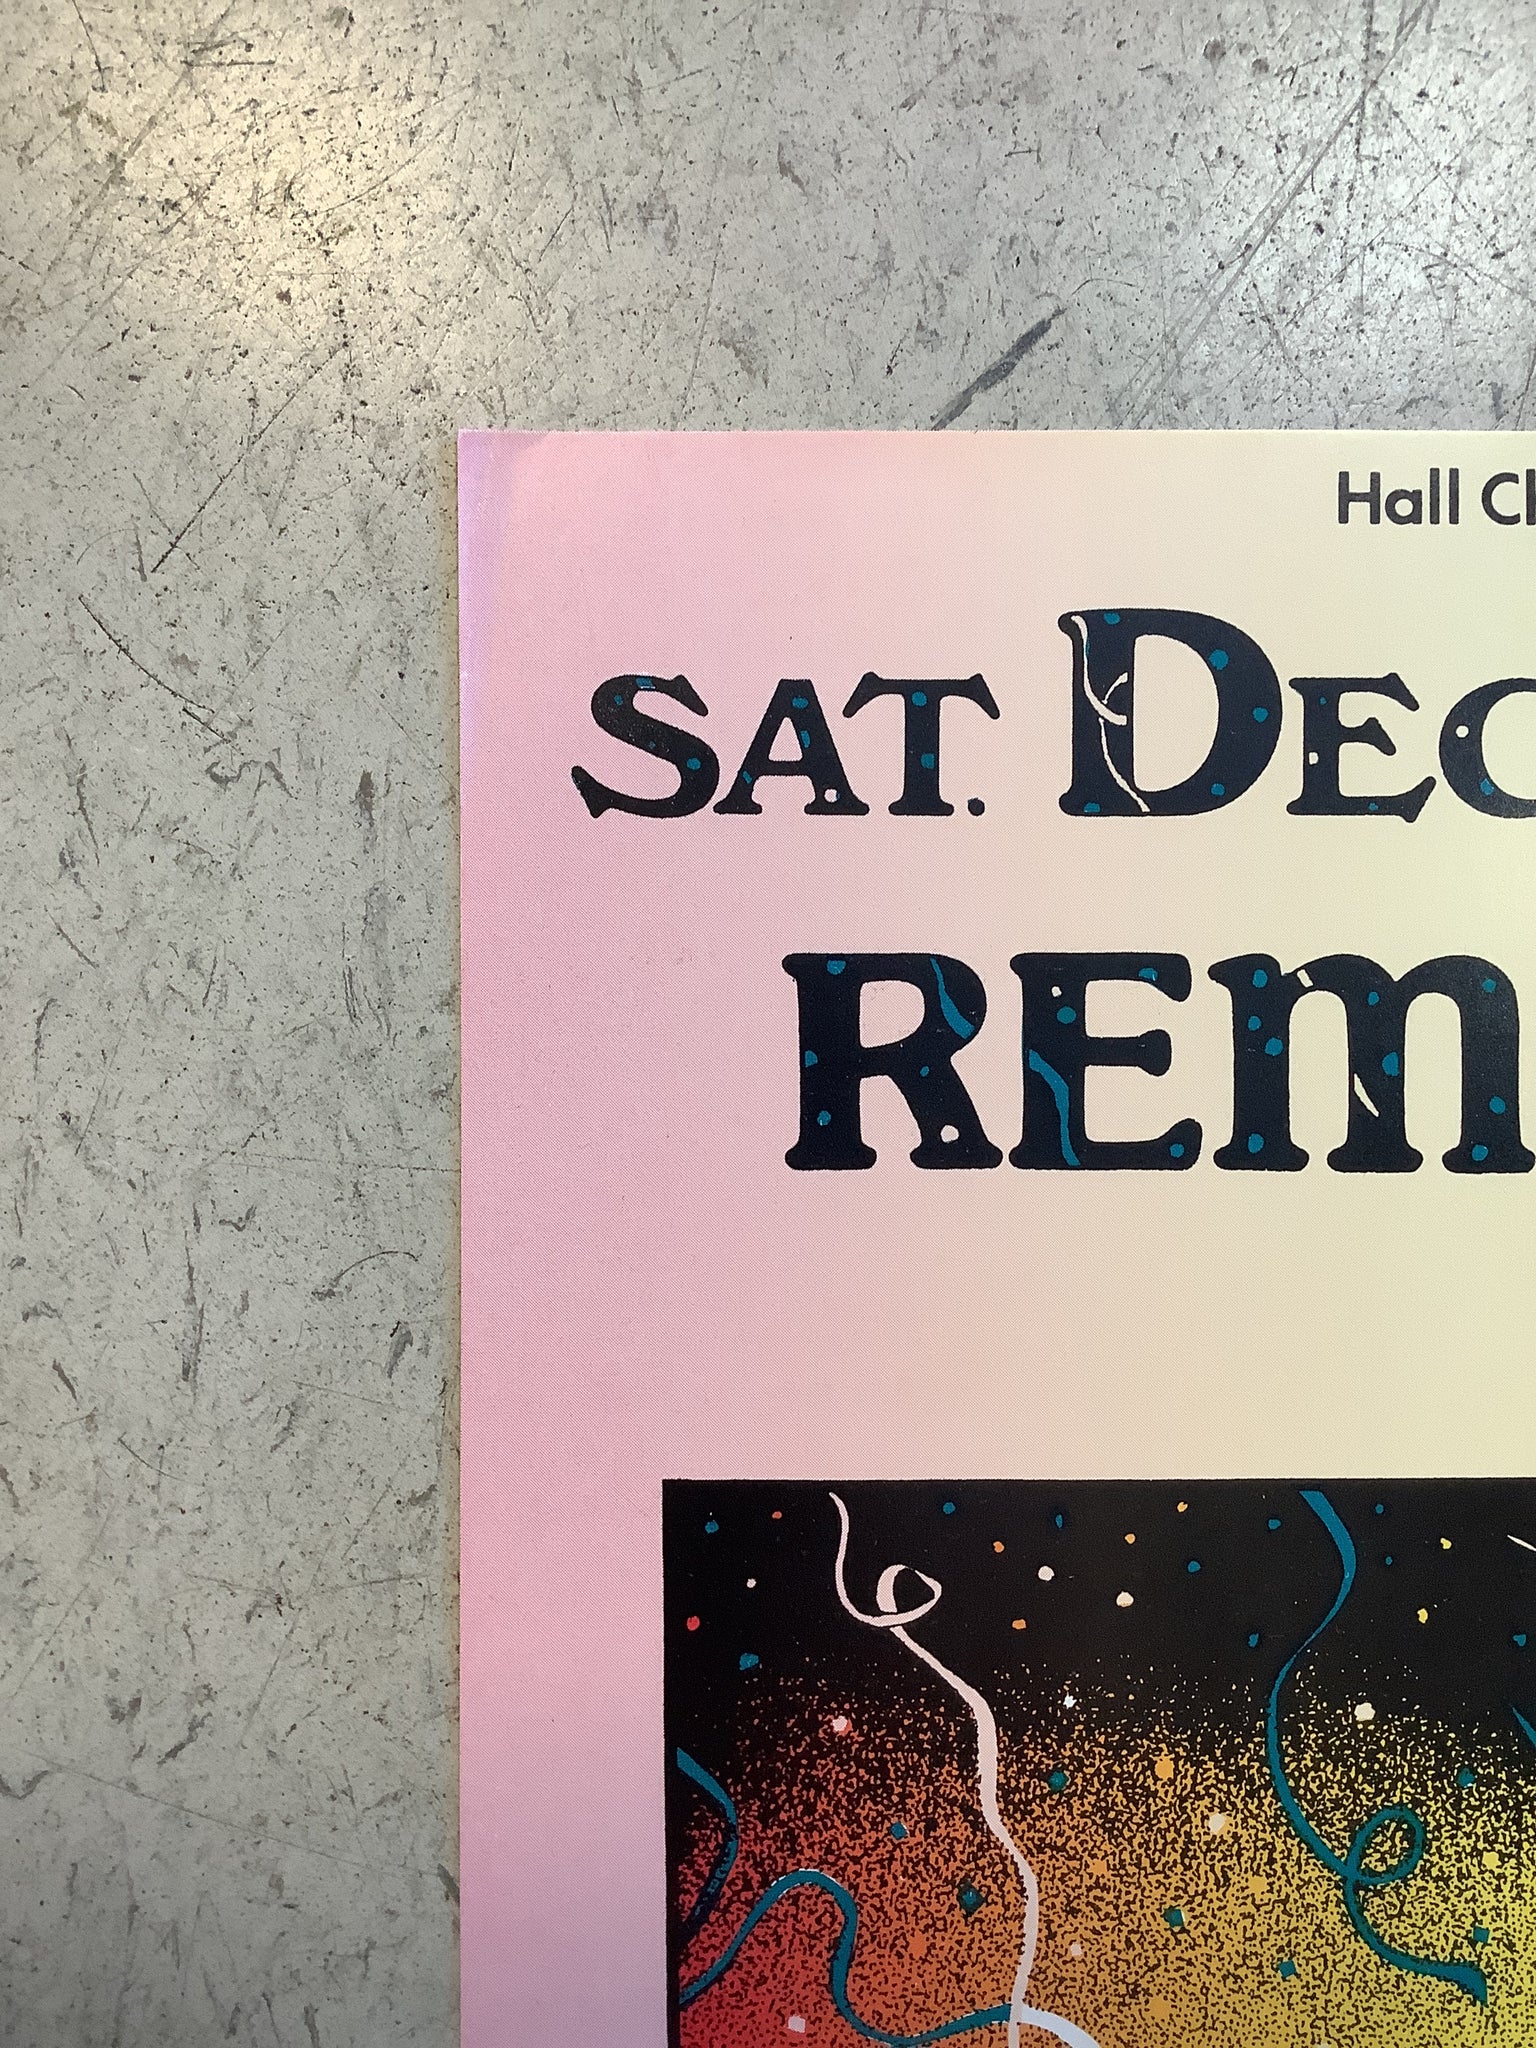 Hall Cl
SAT. DEC
REM